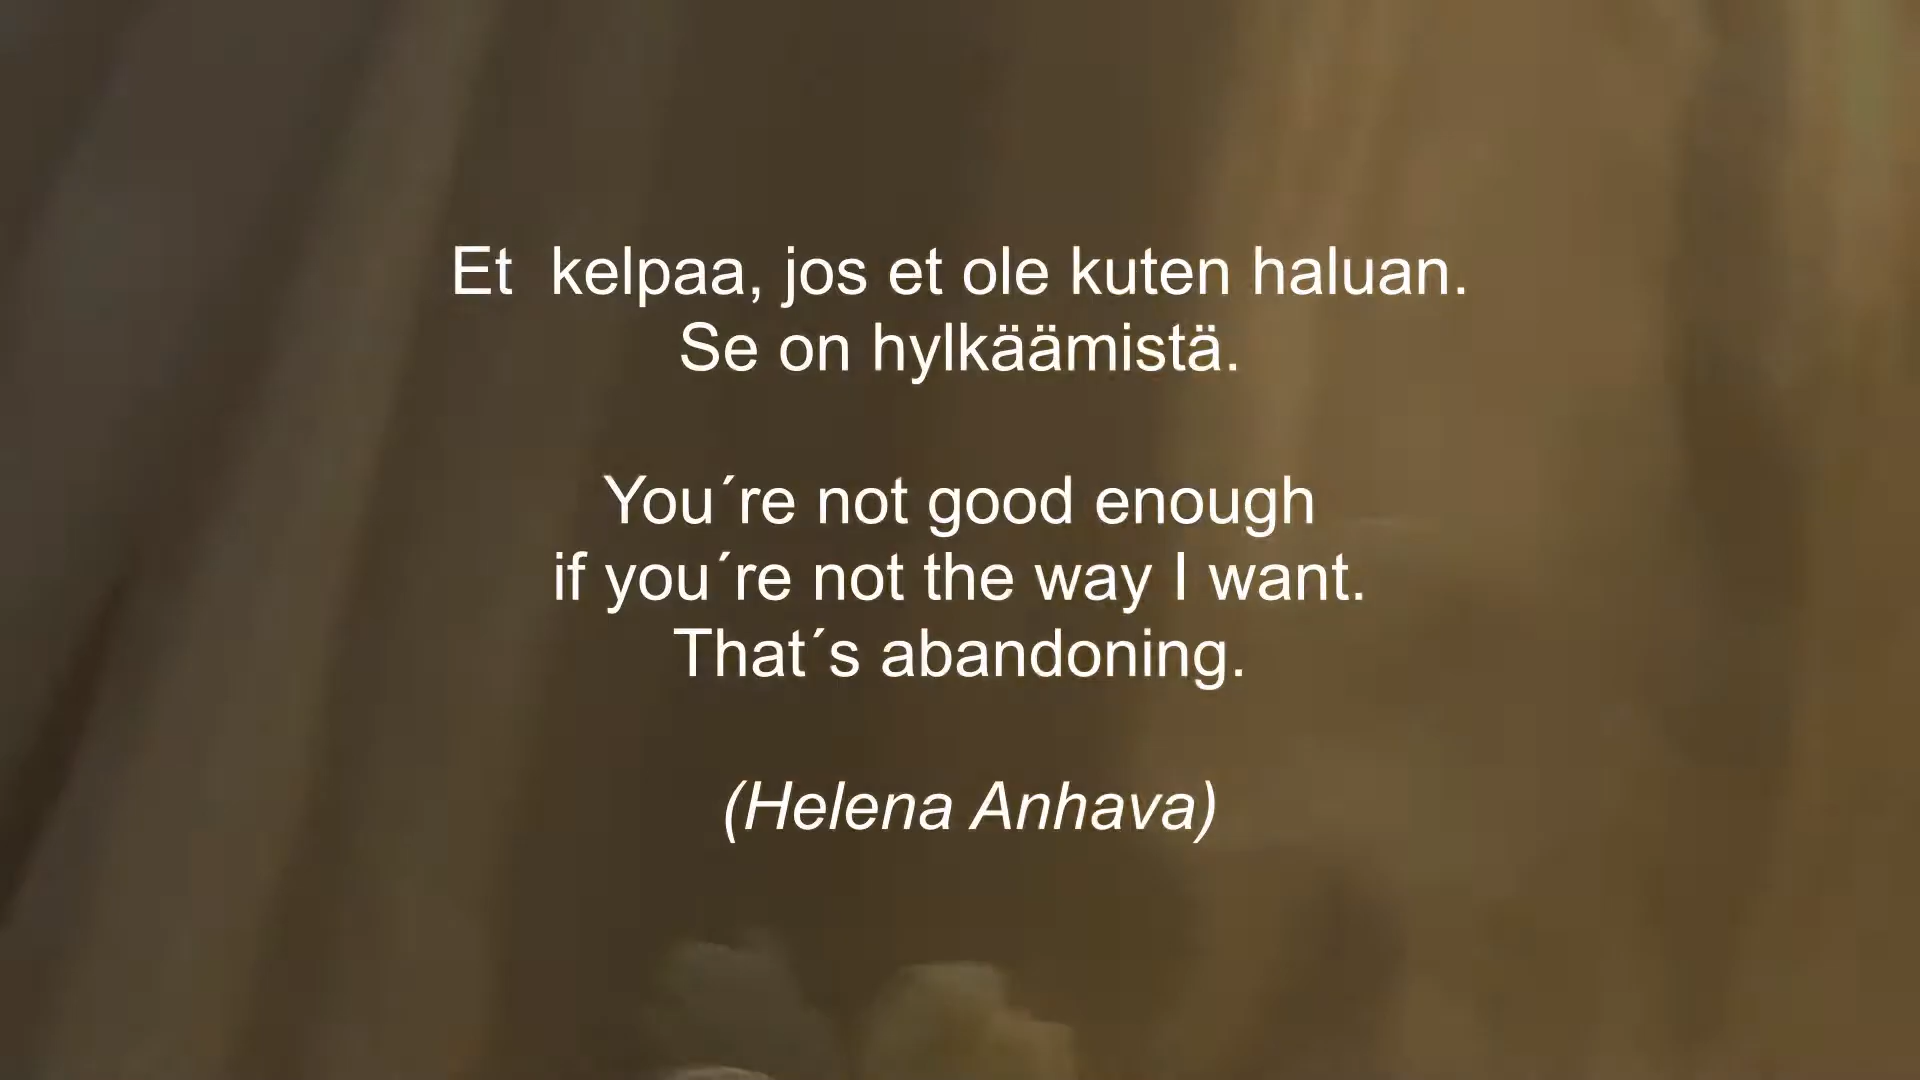 Et  kelpaa, jos et ole kuten haluan.
Se on hylkäämistä.
You´re not good enough
if you´re not the way I want.
That´s abandoning.
(Helena Anhava)